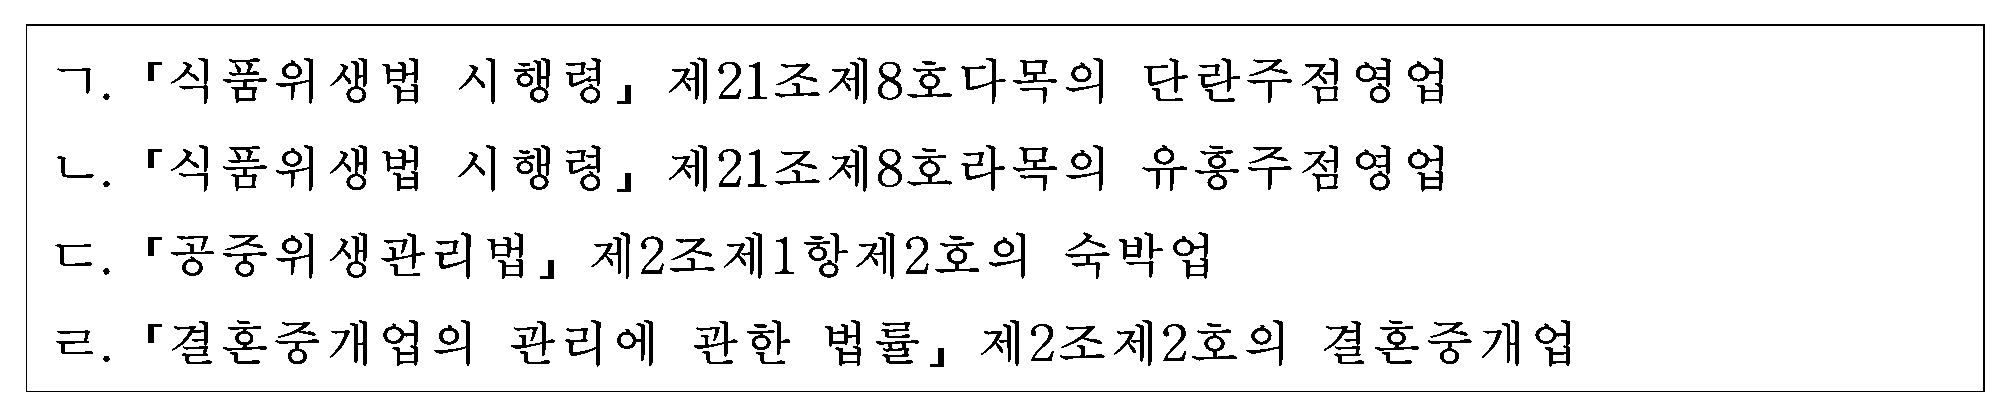 ㄱ. 「식품위생법 시행령」 제21조제8호다목의 단란주점영업
ㄴ. 「식품위생법 시행령」 제21조제8호라목의 유흥주점영업
ㄷ. 「공중위생관리법」 제2조제1항제2호의 숙박업
ㄹ. 「결혼중개업의 관리에 관한 법률」 제2조제2호의 결혼중개업